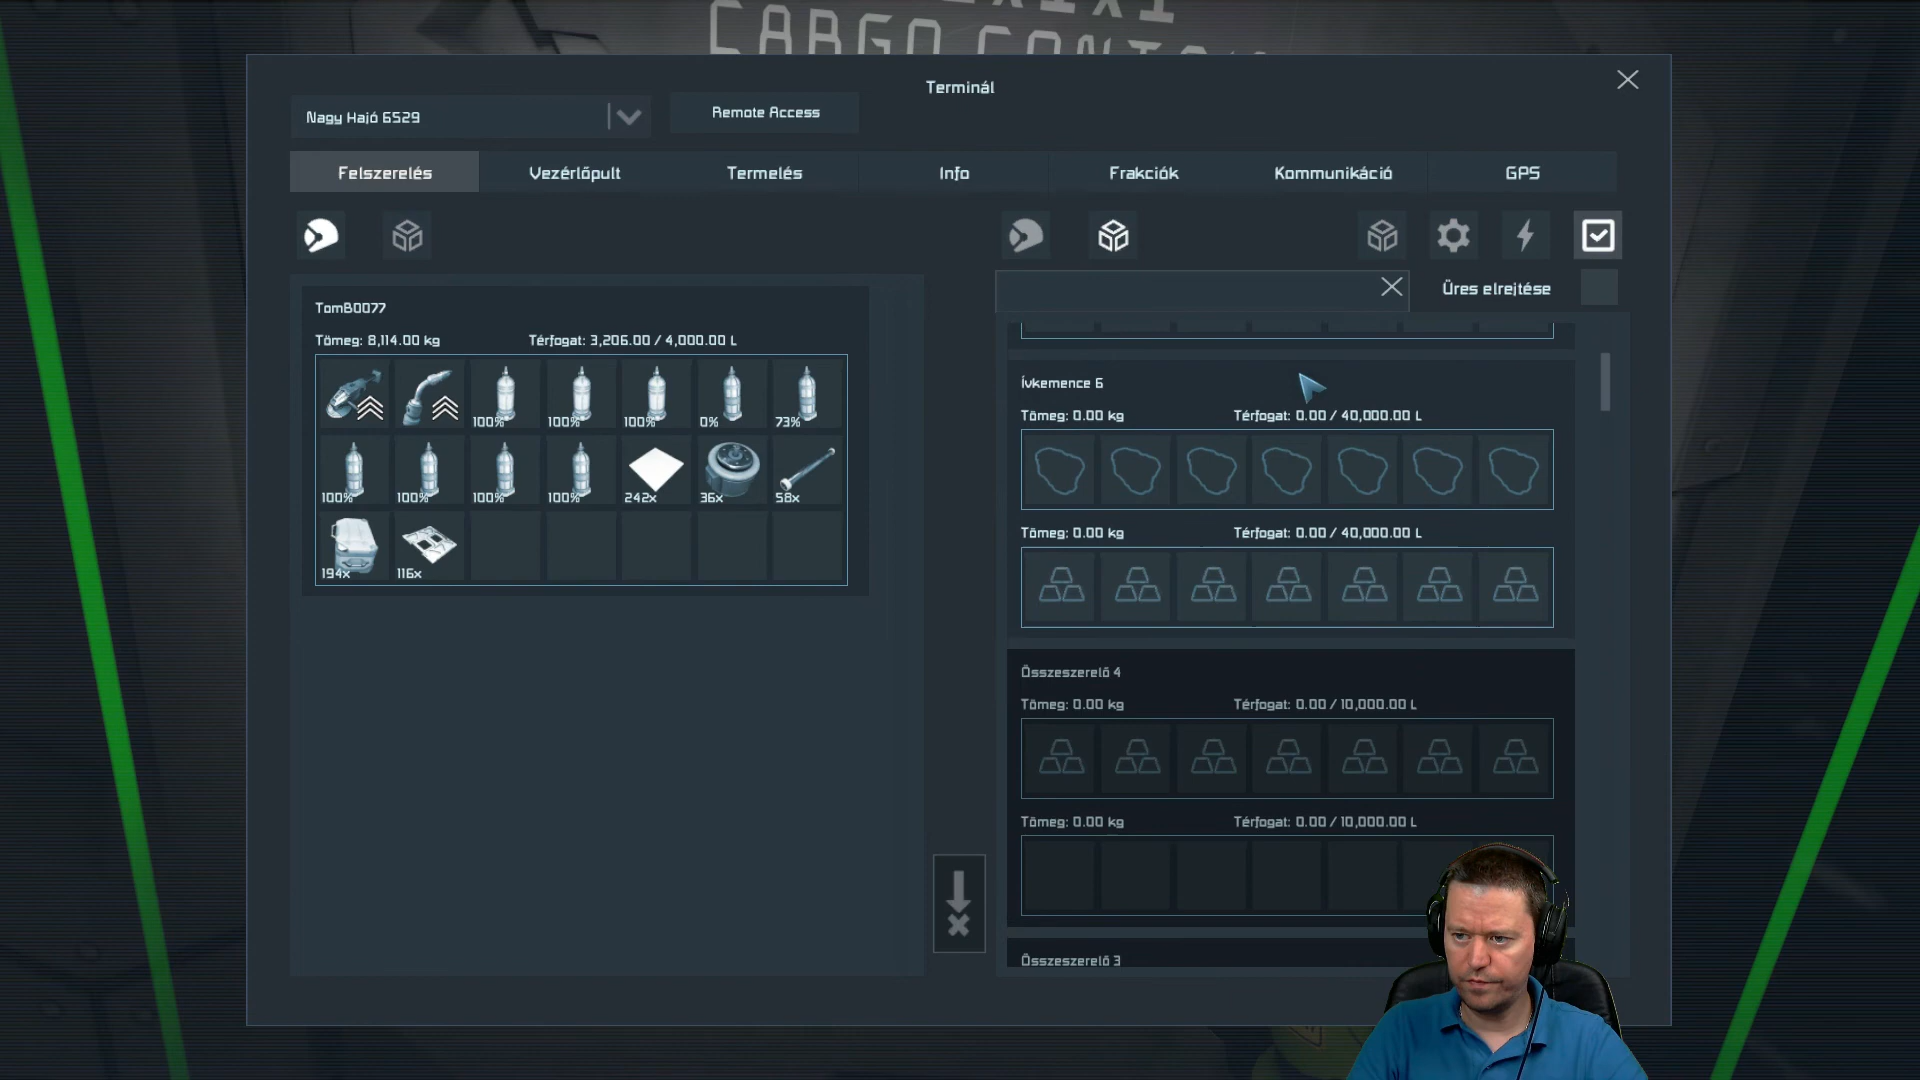 CARGO CONT
Terminál
Nagy Hajó 6529
Remote Access
Felszerelés
Vezérlőpult
Termelés
Info
Frakciók
Kommunikáció
GPS
Üres elrejtése
TomB0077
Tömeg: 8,114.00 kg
Térfogat: 3,206.00 / 4,000.00 L
100%
100%
100%
0%
73%
100%
100%
100%
100%
242x
36x
58x
194x
116x
Ívkemence 6
Tömeg: 0.00 kg
Térfogat: 0.00 / 40,000.00 L
Tömeg: 0.00 kg
Térfogat: 0.00 / 40,000.00 L
Összeszerelő 4
Tömeg: 0.00 kg
Térfogat: 0.00 / 10,000.00 L
Tömeg: 0.00 kg
Térfogat: 0.00 / 10,000.00 L
Összeszerelő 3